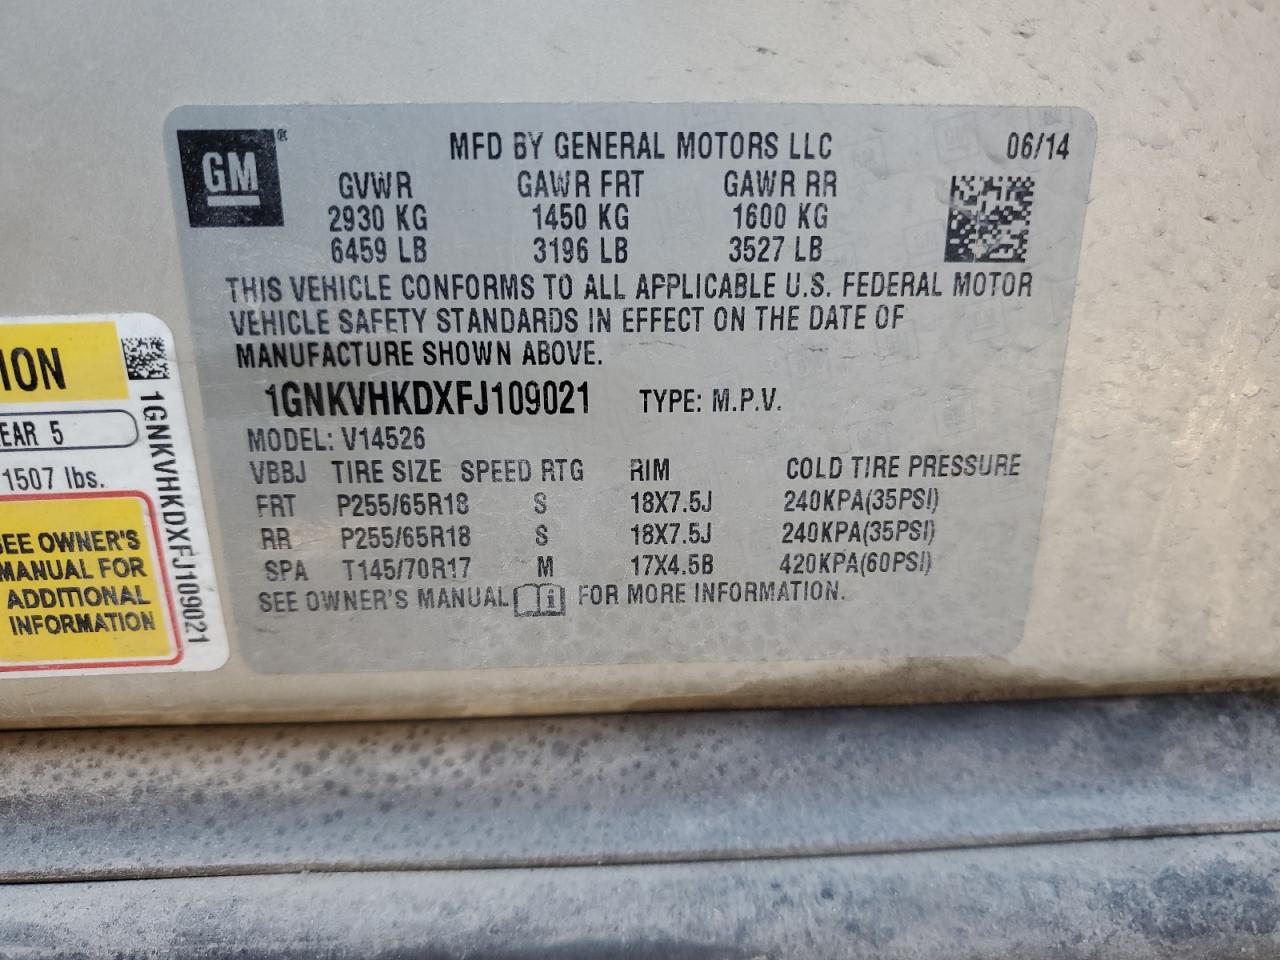 GM®
MFD BY GENERAL MOTORS LLC 06/14
GVWR GAWR FRT GAWR RR
2930 KG 1450 KG 1600 KG
6459 LB 3196 LB 3527 LB
THIS VEHICLE CONFORMS TO ALL APPLICABLE U.S. FEDERAL MOTOR
VEHICLE SAFETY STANDARDS IN EFFECT ON THE DATE OF
MANUFACTURE SHOWN ABOVE.
1GNKVHKDXFJ109021 TYPE: M.P.V.
MODEL: V14526
VBBJ TIRE SIZE SPEED RTG RIM COLD TIRE PRESSURE
FRT P255/65R18 S 18X7.5J 240KPA(35PSI)
RR P255/65R18 S 18X7.5J 240KPA(35PSI)
SPA T145/70R17 M 17X4.5B 420KPA(60PSI)
SEE OWNER'S MANUAL FOR MORE INFORMATION.
ION
EAR 5
1507 lbs.
SEE OWNER'S
MANUAL FOR
ADDITIONAL
INFORMATION
1GNKVHKDXFJ109021